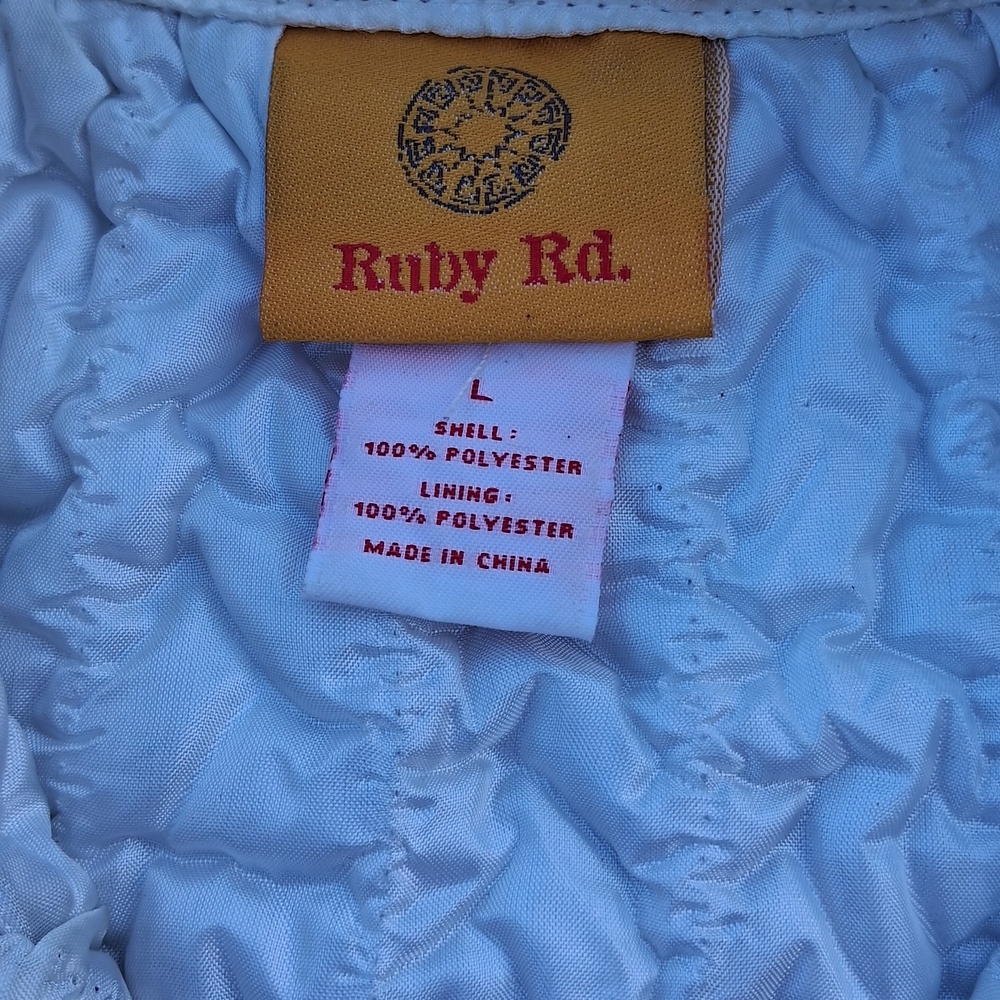 Ruby Rd.
L
SHELL:
100% POLYESTER
LINING:
100% POLYESTER
MADE IN CHINA